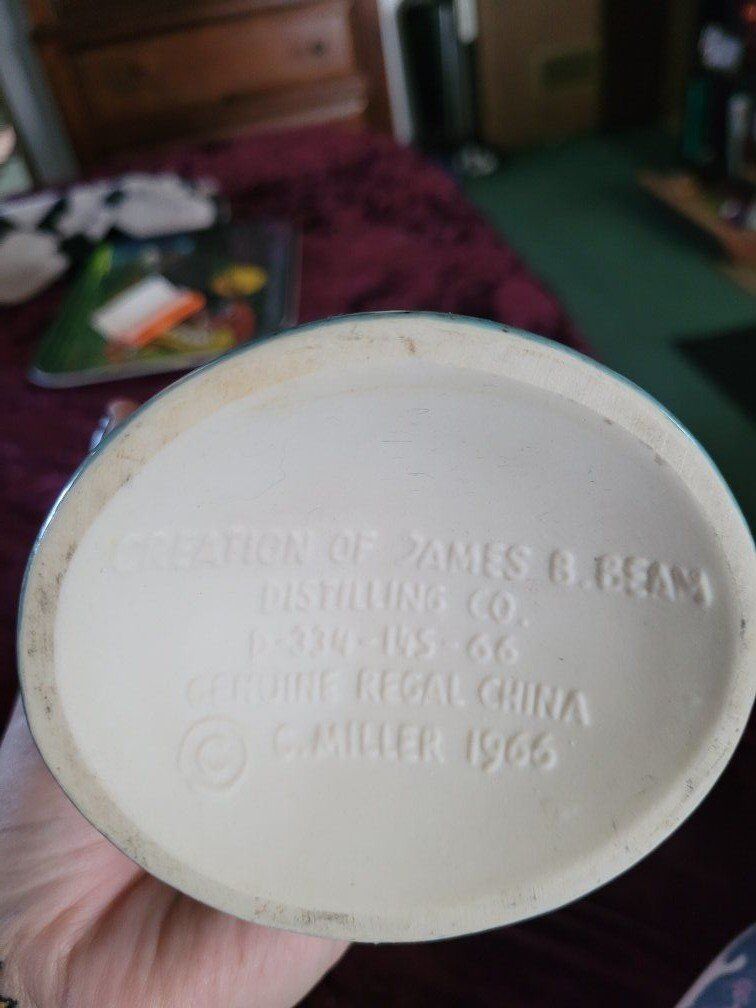 CREATION OF JAMES B. BEAM
DISTILLING CO.
D-334-145-66
GENUINE REGAL CHINA
© C. MILLER 1966